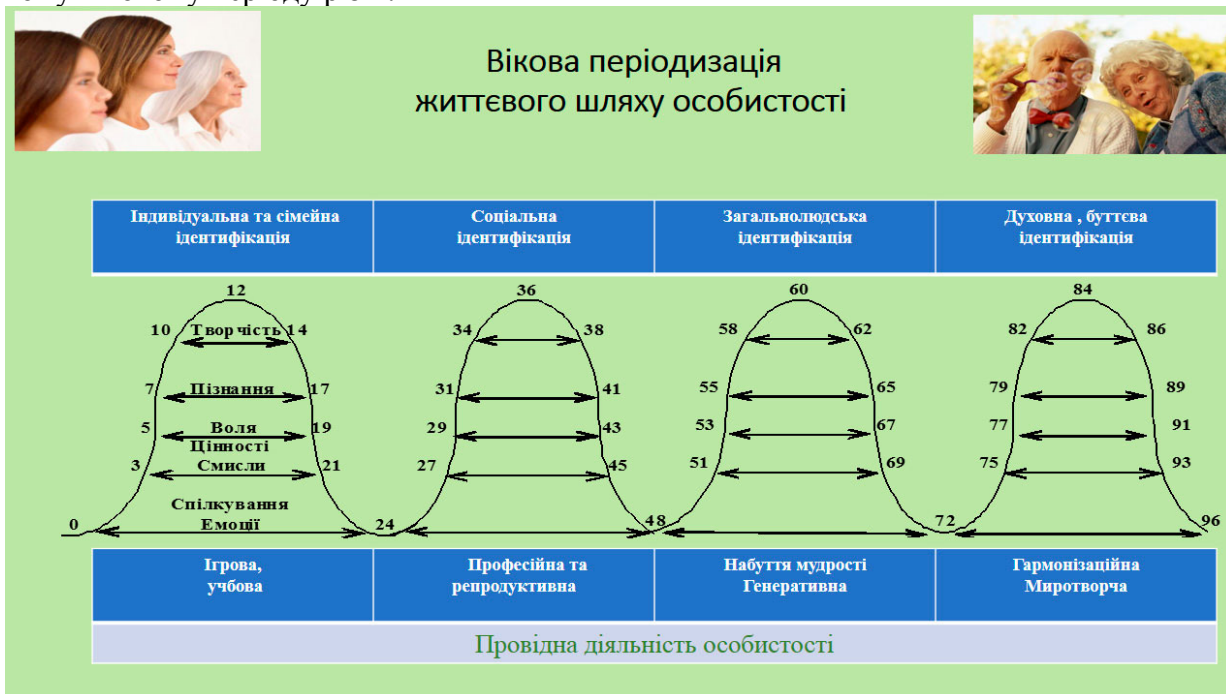 Вікова періодизація
життєвого шляху особистості
Індивідуальна та сімейна
ідентифікація
Соціальна
ідентифікація
Загальнолюдська
ідентифікація
Духовна , буттєва
ідентифікація
12 36 60 84
10 Творчість 14 34 38 58 62 82 86
7 Пізнання 17 31 41 55 65 79 89
5 Воля 19 29 43 53 67 77 91
Цінності
3 Смисли 21 27 45 51 69 75 93
Спілкування
0 Емоції 24 48 72 96
Ігрова,
учбова
Професійна та
репродуктивна
Набуття мудрості
Генеративна
Гармонізаційна
Миротворча
Провідна діяльність особистості